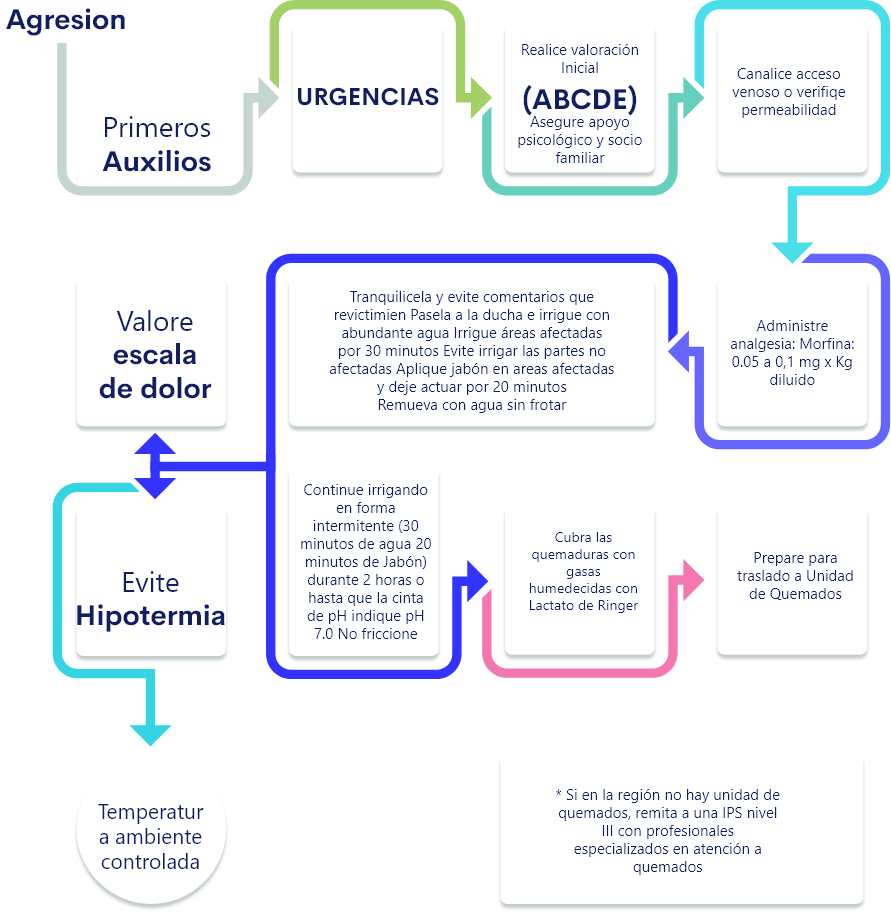 Agresion
Primeros
Auxilios
URGENCIAS
Realice valoración
Inicial
(ABCDE)
Asegure apoyo
psicológico y socio
familiar
Canalice acceso
venoso o verifiqe
permeabilidad
Administre
analgesia: Morfina:
0.05 a 0,1 mg x Kg
diluido
Tranquilicela y evite comentarios que
revictimien Pasela a la ducha e irrigue con
abundante agua Irrigue áreas afectadas
por 30 minutos Evite irrigar las partes no
afectadas Aplique jabón en areas afectadas
y deje actuar por 20 minutos
Remueva con agua sin frotar
Valore
escala
de dolor
Evite
Hipotermia
Temperatur
a ambiente
controlada
Continue irrigando
en forma
intermitente (30
minutos de agua 20
minutos de Jabón)
durante 2 horas o
hasta que la cinta
de pH indique pH
7.0 No friccione
Cubra las
quemaduras con
gasas
humedecidas con
Lactato de Ringer
Prepare para
traslado a Unidad
de Quemados
* Si en la región no hay unidad de
quemados, remita a una IPS nivel
III con profesionales
especializados en atención a
quemados